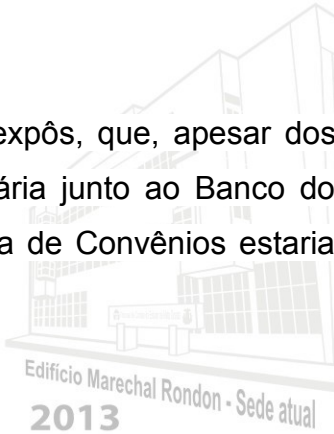 expôs, que, apesar dos
ária junto ao Banco do
a de Convênios estaria
Edifício Marechal Rondon - Sede atual
2013